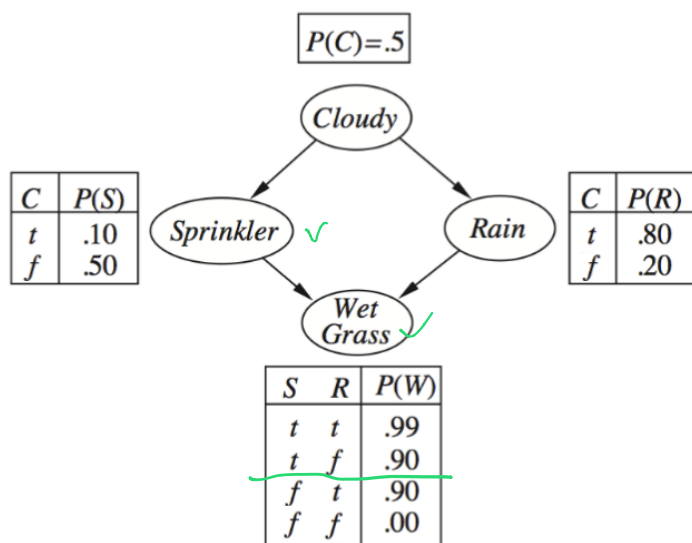 P(C)=.5
Cloudy
C P(S)
t .10
f .50
Sprinkler
Rain
C P(R)
t .80
f .20
Wet
Grass
S R P(W)
t t .99
t f .90
f t .90
f f .00